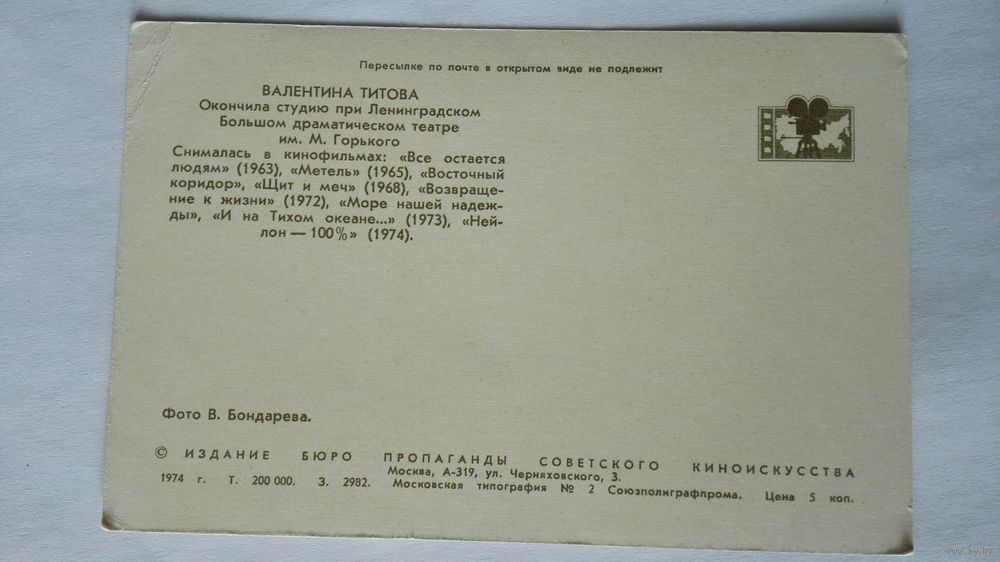 Пересылке по почте в открытом виде не подлежит
ВАЛЕНТИНА ТИТОВА
Окончила студию при Ленинградском
Большом драматическом театре
им. М. Горького
Снималась в кинофильмах: «Все остается
людям» (1963), «Метель» (1965), «Восточный
коридор», «Щит и меч» (1968), «Возвраще-
ние к жизни» (1972), «Море нашей надеж-
ды», «И на Тихом океане...» (1973), «Ней-
лон — 100%» (1974).
Фото В. Бондарева.
© ИЗДАНИЕ БЮРО ПРОПАГАНДЫ СОВЕТСКОГО КИНОИСКУССТВА
Москва, А-319, ул. Черняховского, 3.
1974 г. Т. 200 000. З. 2982. Московская типография № 2 Союзполиграфпрома. Цена 5 коп.
www.ay.by